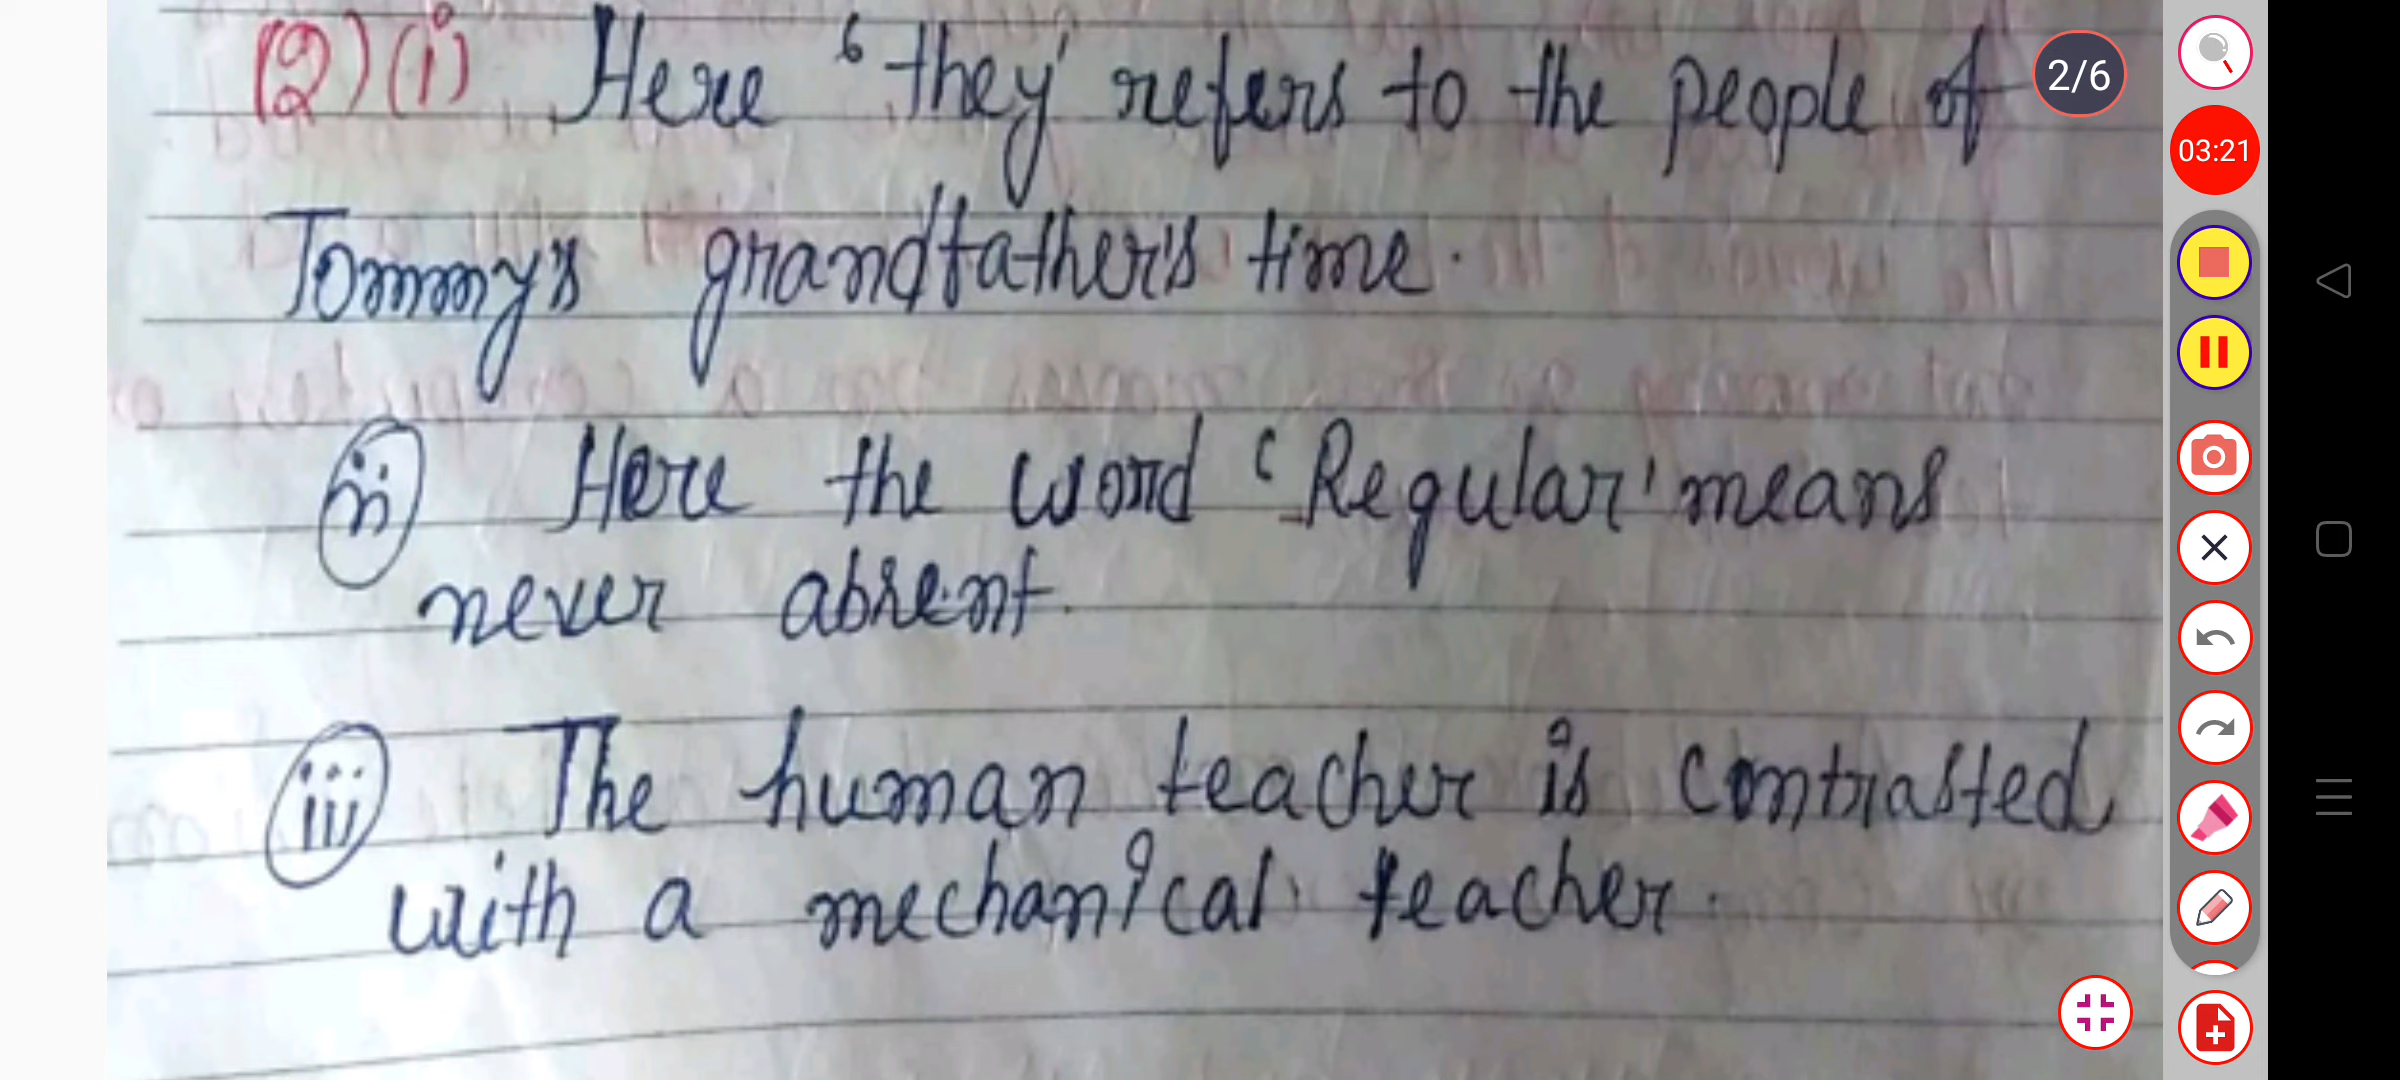 (2) (i) Here 'they' refers to the people of
2/6
03:21
Tommy's grandfather's time.
(ii) Here the word 'Regular' means
never absent.
(iii) The human teacher is contrasted
with a mechanical teacher.